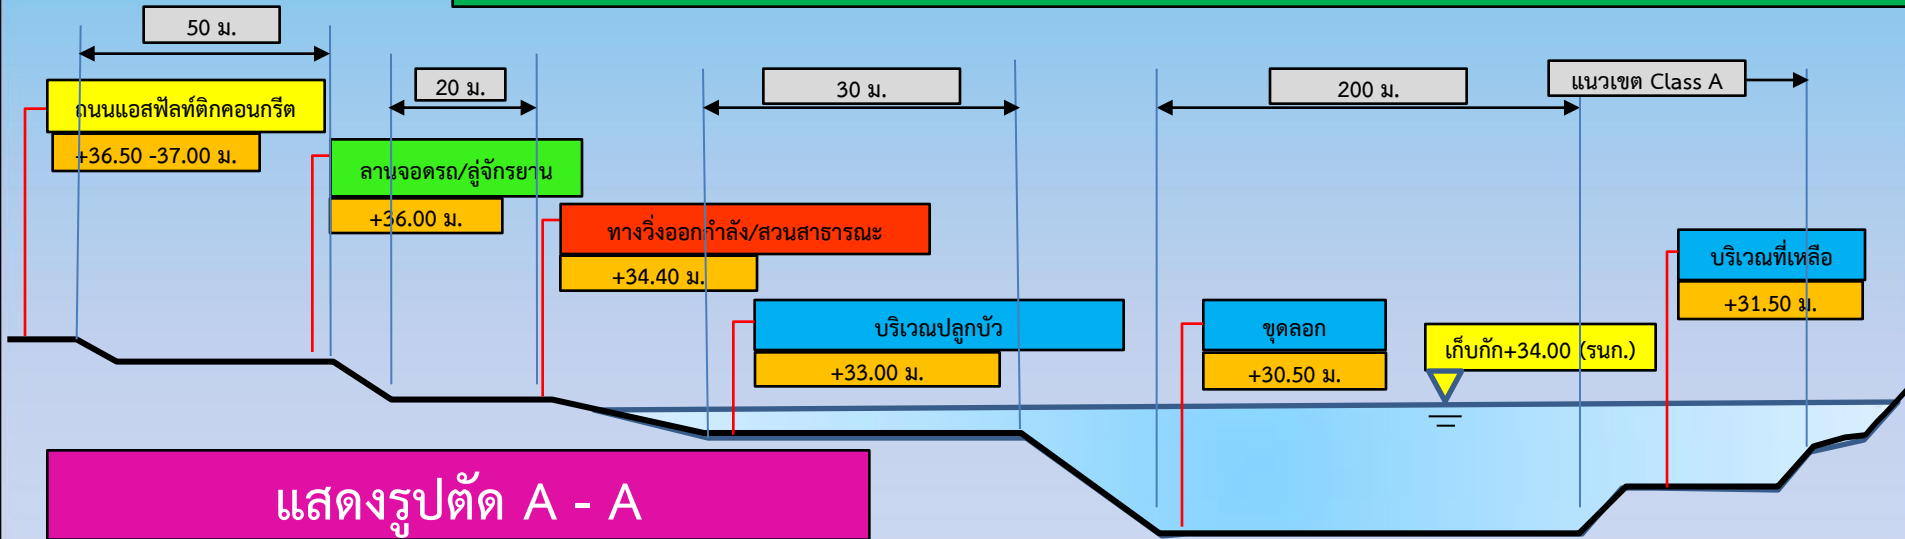 50 ม.
20 ม.
30 ม.
200 ม.
แนวเขต Class A
ถนนแอสฟัลท์ติกคอนกรีต
+36.50 -37.00 ม.
ลานจอดรถ/ลู่จักรยาน
+36.00 ม.
ทางวิ่งออกกำลัง/สวนสาธารณะ
+34.40 ม.
บริเวณปลูกบัว
+33.00 ม.
ขุดลอก
+30.50 ม.
เก็บกัก+34.00 (รนก.)
บริเวณที่เหลือ
+31.50 ม.
แสดงรูปตัด A - A